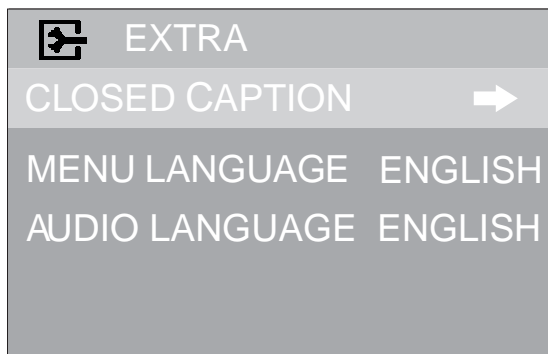 EXTRA
CLOSED CAPTION
MENU LANGUAGE ENGLISH
AUDIO LANGUAGE ENGLISH